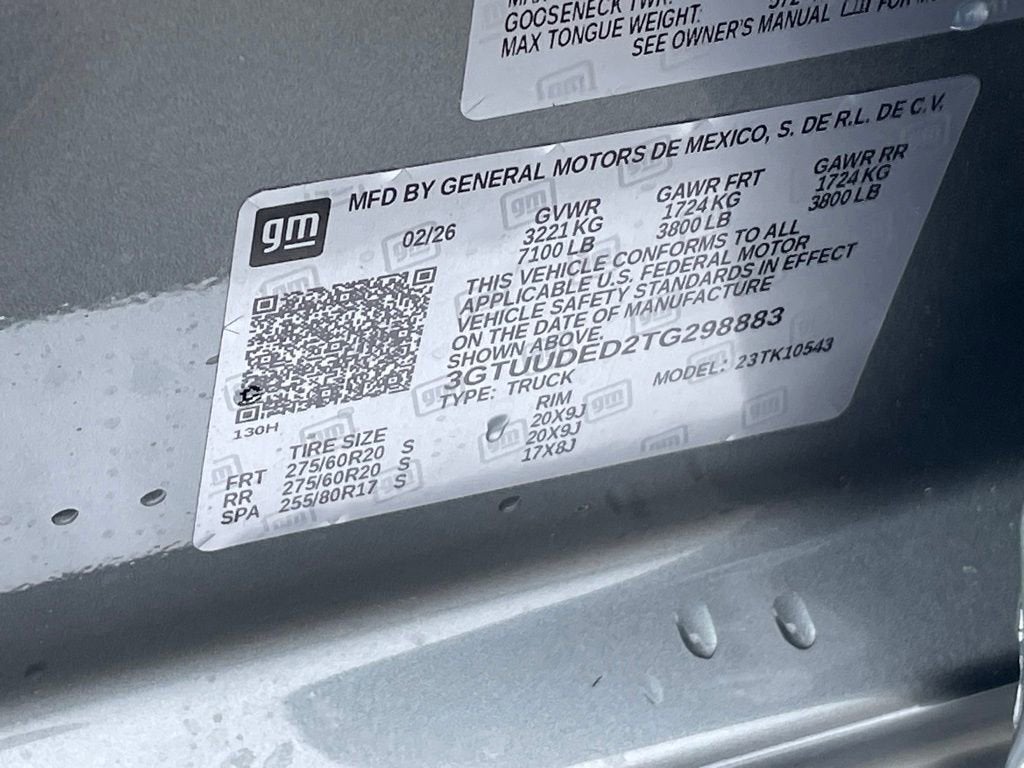 GOOSENECK TWR:
MAX TONGUE WEIGHT:
SEE OWNER'S MANUAL FOR
MFD BY GENERAL MOTORS DE MEXICO, S. DE R.L. DE C.V.
gm
02/26
GVWR GAWR FRT GAWR RR
3221 KG 1724 KG 1724 KG
7100 LB 3800 LB 3800 LB
THIS VEHICLE CONFORMS TO ALL
APPLICABLE U.S. FEDERAL MOTOR
VEHICLE SAFETY STANDARDS IN EFFECT
ON THE DATE OF MANUFACTURE
SHOWN ABOVE.
3GTUUDED2TG298883
TYPE: TRUCK MODEL: 23TK10543
130H
TIRE SIZE RIM
FRT 275/60R20 S 20X9J
RR 275/60R20 S 20X9J
SPA 255/80R17 S 17X8J